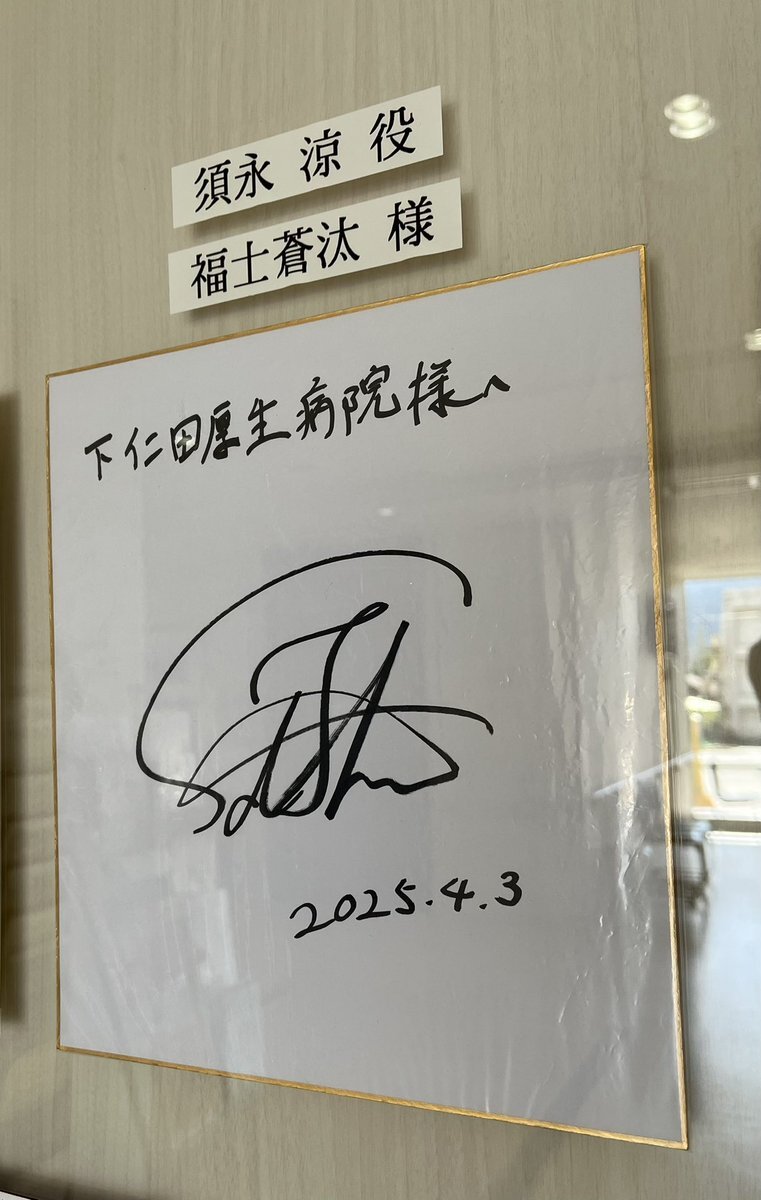 須永 涼 役
福士蒼汰 様
下仁田厚生病院様へ
2025.4.3